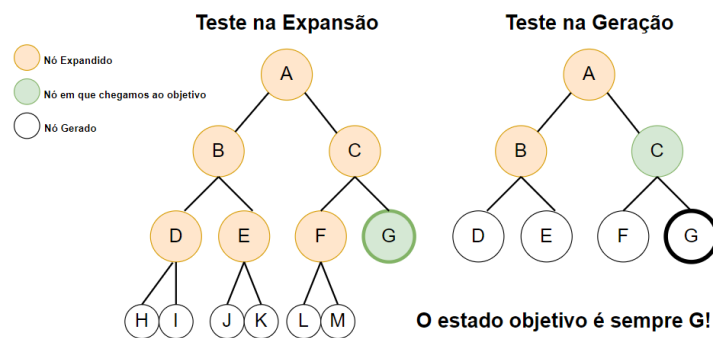 Teste na Expansão
Teste na Geração
Nó Expandido
Nó em que chegamos ao objetivo
Nó Gerado
A
B C
D E F G
H I J K L M
A
B C
D E F G
O estado objetivo é sempre G!